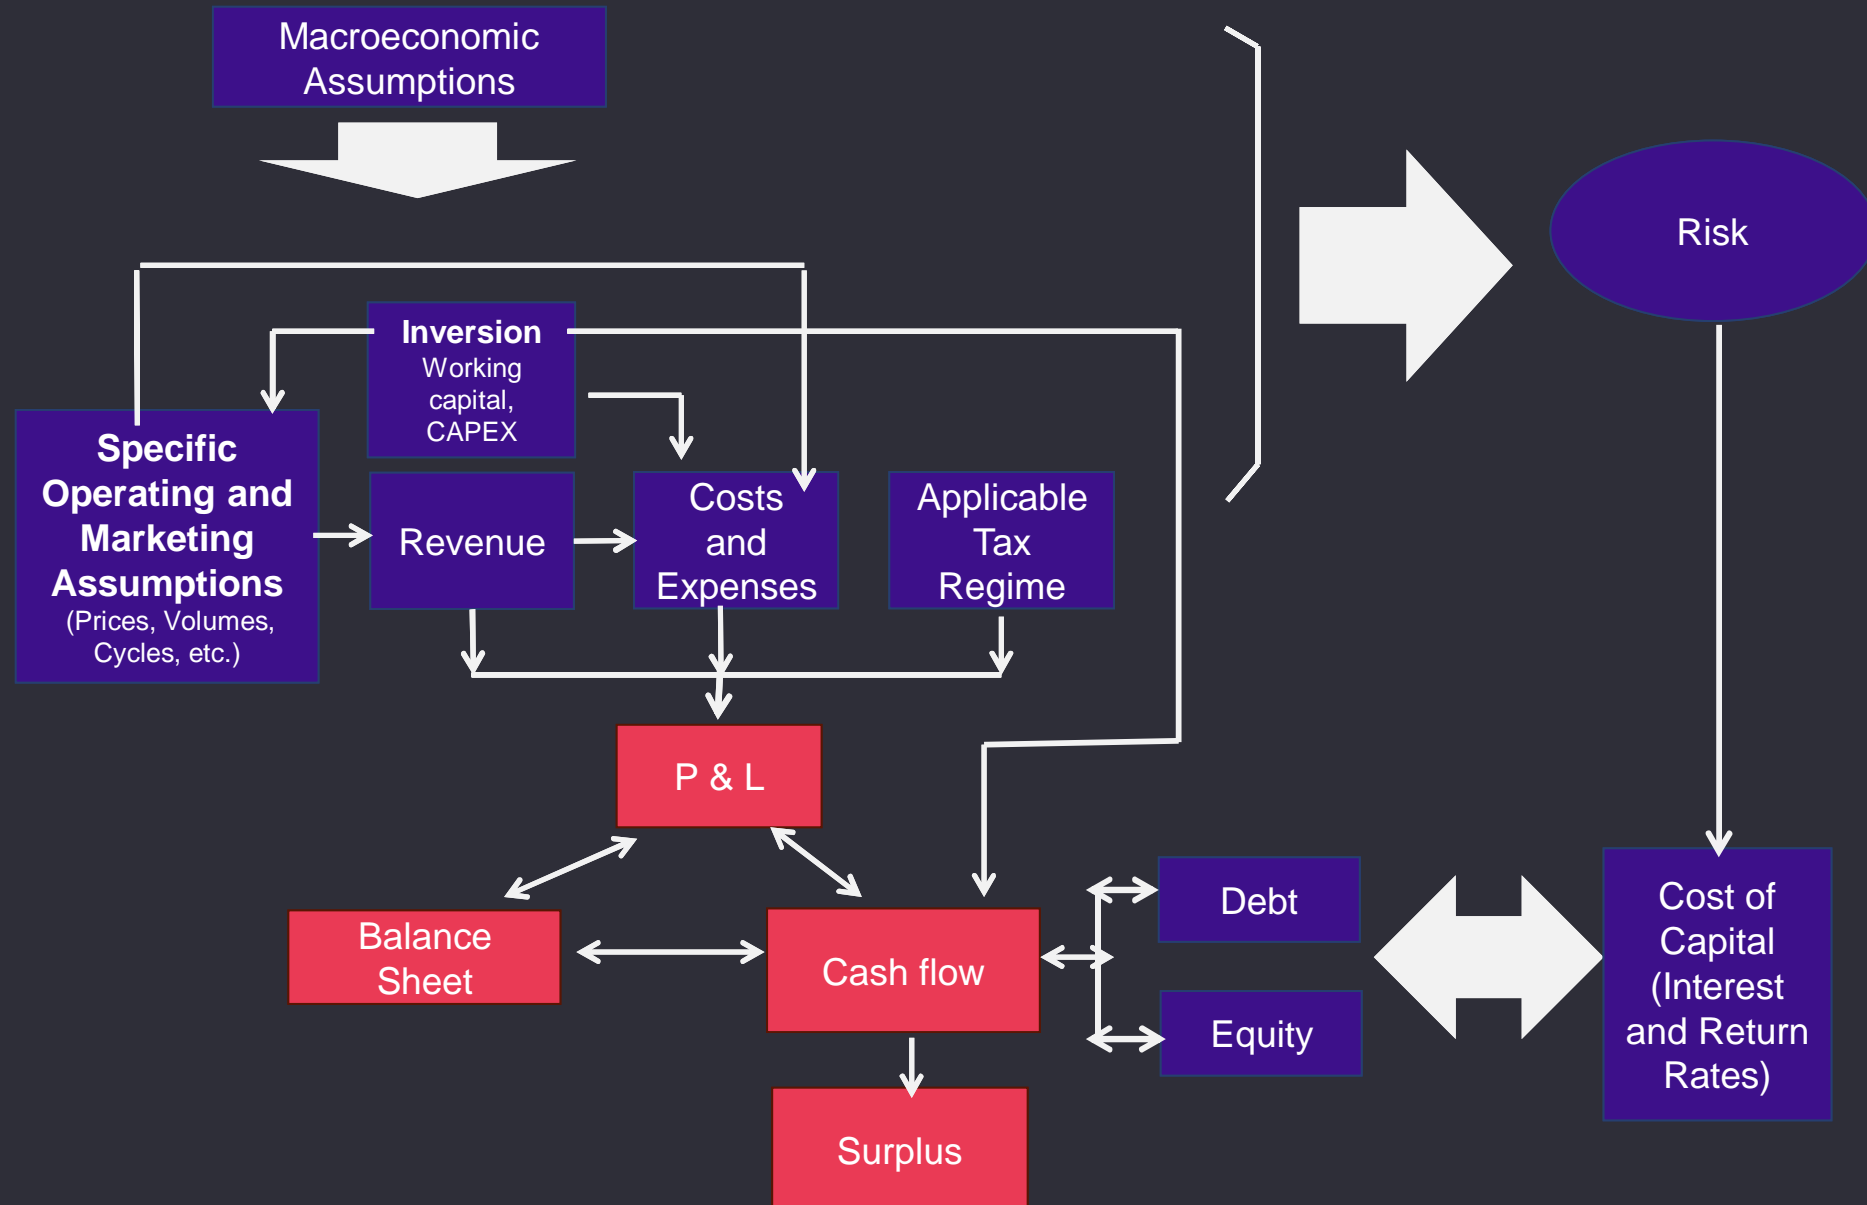 Macroeconomic
Assumptions
Risk
Inversion
Working
capital,
CAPEX
Specific
Operating and
Marketing
Assumptions
(Prices, Volumes,
Cycles, etc.)
Revenue
Costs
and
Expenses
Applicable
Tax
Regime
P & L
Balance
Sheet
Cash flow
Debt
Equity
Cost of
Capital
(Interest
and Return
Rates)
Surplus